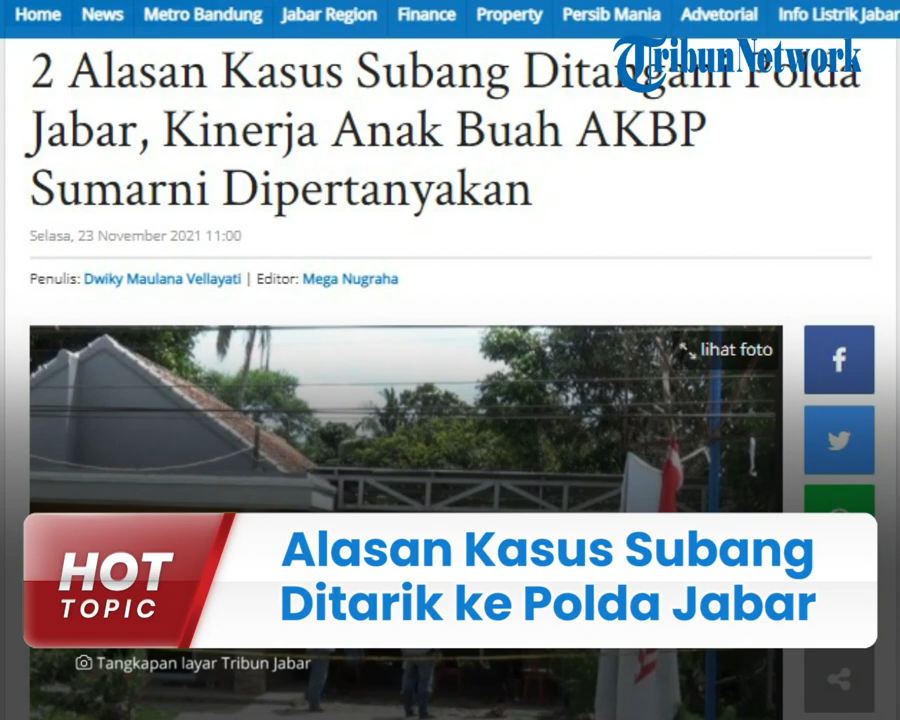 Home News Metro Bandung Jabar Region Finance Property Persib Mania Advetorial Info Listrik Jabar
TribunNetwork
2 Alasan Kasus Subang Ditangani Polda
Jabar, Kinerja Anak Buah AKBP
Sumarni Dipertanyakan
Selasa, 23 November 2021 11:00
Penulis: Dwiky Maulana Vellayati | Editor: Mega Nugraha
lihat foto
HOT
TOPIC
Alasan Kasus Subang
Ditarik ke Polda Jabar
Tangkapan layar Tribun Jabar